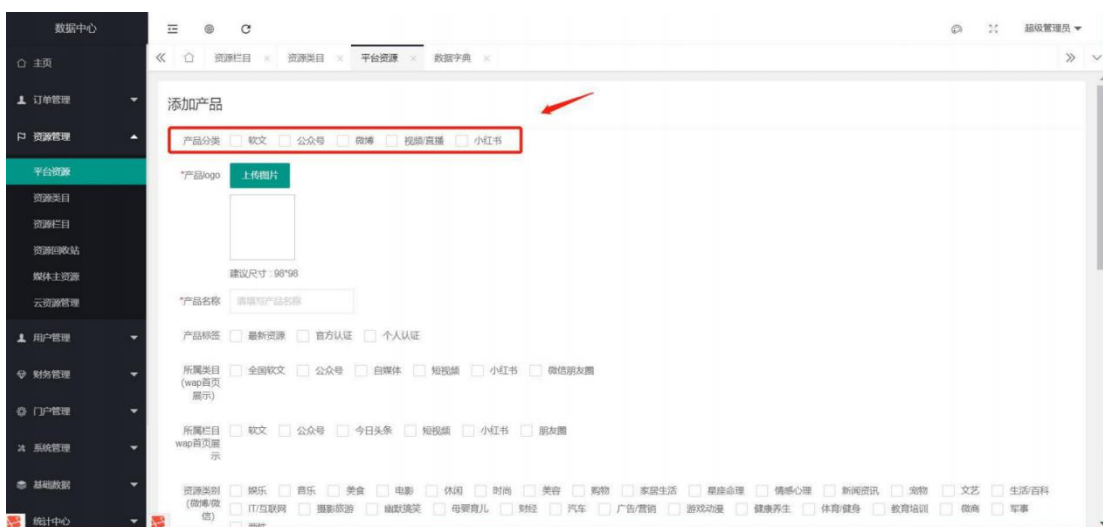 数据中心
超级管理员
主页
订单管理
资源管理
平台资源
资源类目
资源栏目
资源回收站
媒体主资源
云资源管理
用户管理
财务管理
门户管理
系统管理
基础数据
统计中心
资源栏目 × 资源类目 × 平台资源 × 数据字典 ×
添加产品
产品分类 软文 公众号 微博 视频/直播 小红书
*产品logo 上传图片
建议尺寸：98*98
*产品名称 请填写产品名称
产品标签 最新资源 官方认证 个人认证
所属类目 全国软文 公众号 自媒体 短视频 小红书 微信朋友圈
(wap首页
展示)
所属栏目 软文 公众号 今日头条 短视频 小红书 朋友圈
wap首页展
示
资源类别 娱乐 音乐 美食 电影 休闲 时尚 美容 购物 家居生活 星座命理 情感心理 新闻资讯 宠物 文艺 生活/百科
(微博/微 IT/互联网 摄影旅游 幽默搞笑 母婴育儿 财经 汽车 广告/营销 游戏动漫 健康养生 体育/健身 教育培训 微商 军事
信)